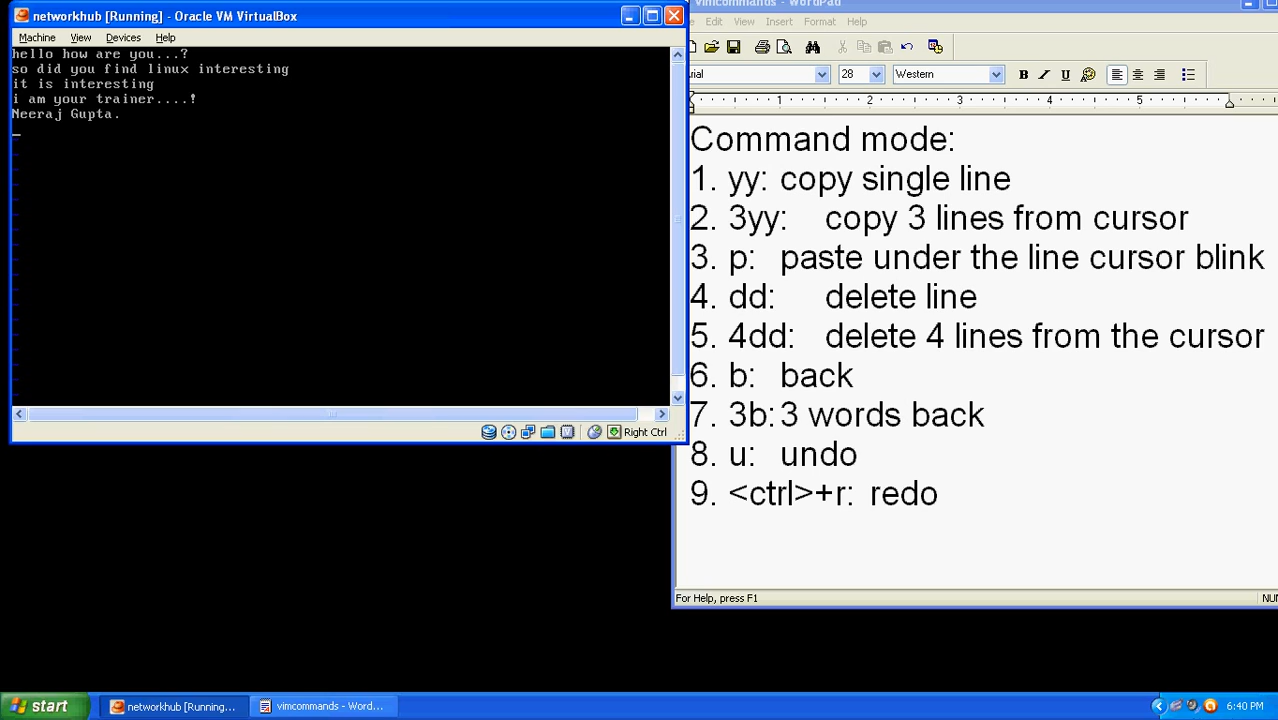 networkhub [Running] - Oracle VM VirtualBox
Machine View Devices Help
hello how are you...?
so did you find linux interesting
it is interesting
i am your trainer....!
Neeraj Gupta.
Right Ctrl
vimcommands - WordPad
Edit View Insert Format Help
28 Western
1 2 3 4 5
Command mode:
1. yy: copy single line
2. 3yy: copy 3 lines from cursor
3. p: paste under the line cursor blink
4. dd: delete line
5. 4dd: delete 4 lines from the cursor
6. b: back
7. 3b: 3 words back
8. u: undo
9. <ctrl>+r: redo
For Help, press F1
start
networkhub [Running...
vimcommands - Word...
6:40 PM